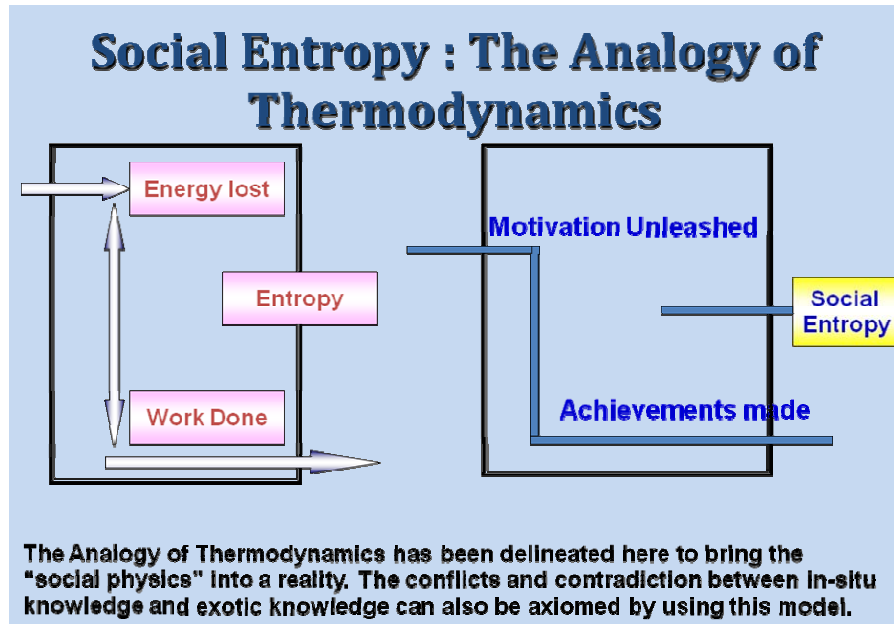 Social Entropy : The Analogy of
Thermodynamics
Energy lost
Entropy
Work Done
Motivation Unleashed
Social
Entropy
Achievements made
The Analogy of Thermodynamics has been delineated here to bring the
“social physics” into a reality. The conflicts and contradiction between in-situ
knowledge and exotic knowledge can also be axiomed by using this model.